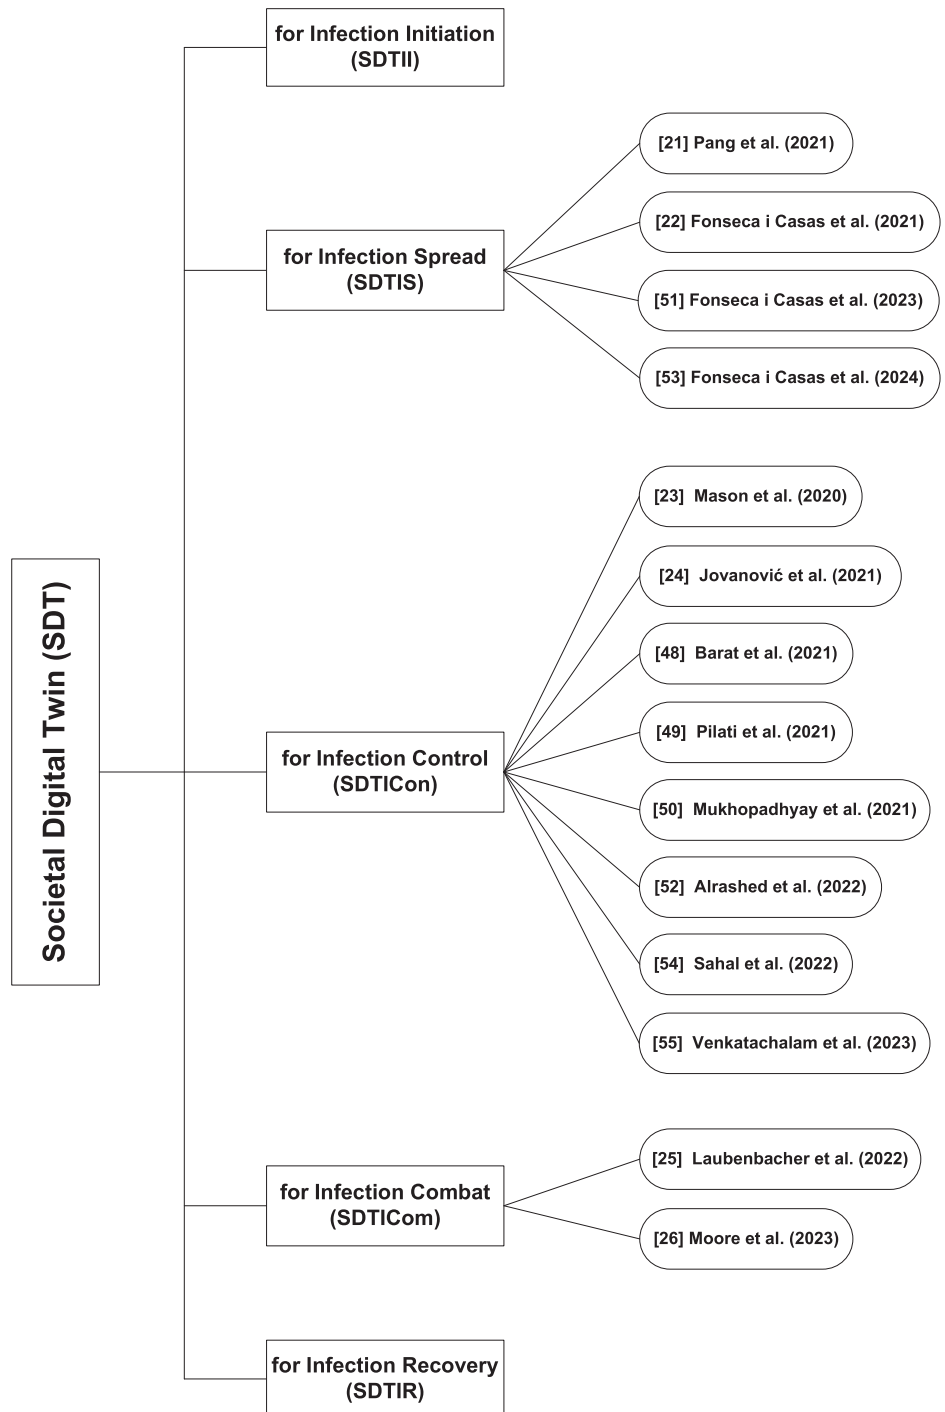 Societal Digital Twin (SDT)
for Infection Initiation
(SDTII)
for Infection Spread
(SDTIS)
[21] Pang et al. (2021)
[22] Fonseca i Casas et al. (2021)
[51] Fonseca i Casas et al. (2023)
[53] Fonseca i Casas et al. (2024)
for Infection Control
(SDTICon)
[23] Mason et al. (2020)
[24] Jovanović et al. (2021)
[48] Barat et al. (2021)
[49] Pilati et al. (2021)
[50] Mukhopadhyay et al. (2021)
[52] Alrashed et al. (2022)
[54] Sahal et al. (2022)
[55] Venkatachalam et al. (2023)
for Infection Combat
(SDTICom)
[25] Laubenbacher et al. (2022)
[26] Moore et al. (2023)
for Infection Recovery
(SDTIR)